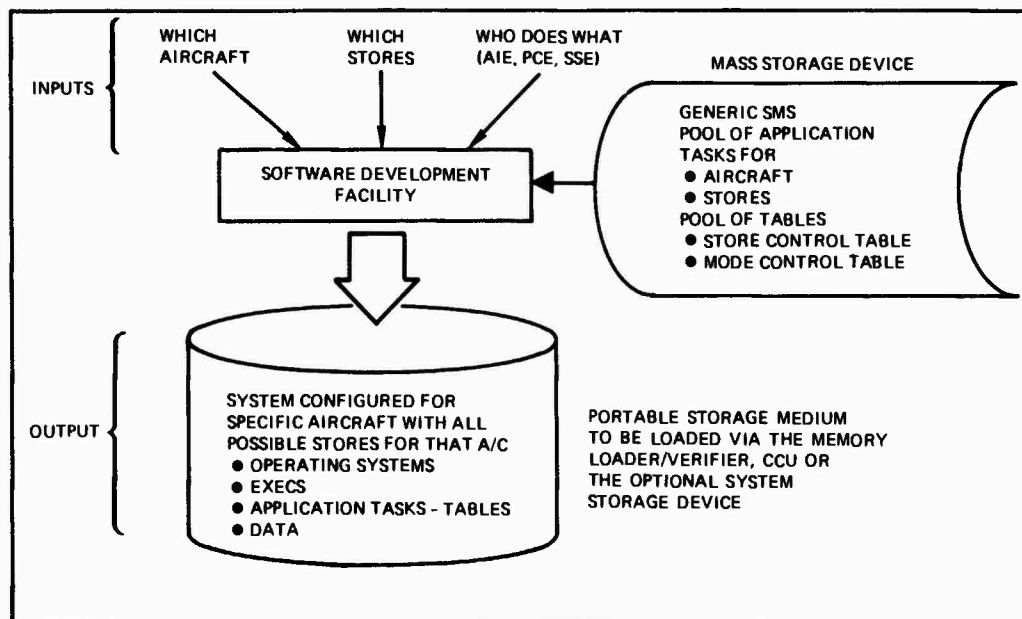 WHICH
AIRCRAFT
WHICH
STORES
WHO DOES WHAT
(AIE, PCE, SSE)
INPUTS
MASS STORAGE DEVICE
GENERIC SMS
POOL OF APPLICATION
TASKS FOR
● AIRCRAFT
● STORES
POOL OF TABLES
● STORE CONTROL TABLE
● MODE CONTROL TABLE
SOFTWARE DEVELOPMENT
FACILITY
OUTPUT
SYSTEM CONFIGURED FOR
SPECIFIC AIRCRAFT WITH ALL
POSSIBLE STORES FOR THAT A/C
● OPERATING SYSTEMS
● EXECS
● APPLICATION TASKS - TABLES
● DATA
PORTABLE STORAGE MEDIUM
TO BE LOADED VIA THE MEMORY
LOADER/VERIFIER, CCU OR
THE OPTIONAL SYSTEM
STORAGE DEVICE